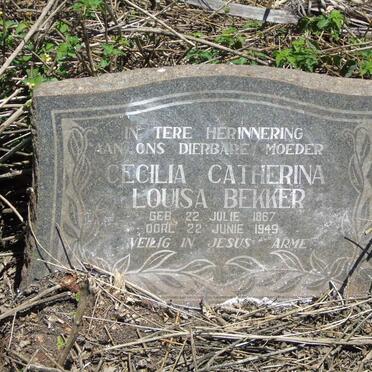 IN TERE HERINNERING
AAN ONS DIERBARE MOEDER
CECILIA CATHERINA
LOUISA BEKKER
GEB. 22 JULIE 1867
OORL. 22 JUNIE 1949
VEILIG IN JESUS' ARME